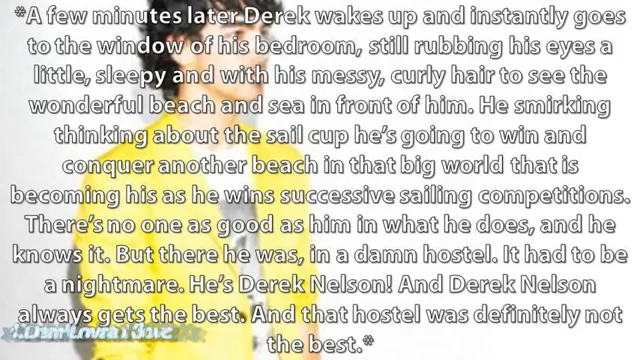 *A few minutes later Derek wakes up and instantly goes
to the window of his bedroom, still rubbing his eyes a
little, sleepy and with his messy, curly hair to see the
wonderful beach and sea in front of him. He smirking
thinking about the sail cup he's going to win and
conquer another beach in that big world that is
becoming his as he wins successive sailing competitions.
There's no one as good as him in what he does, and he
knows it. But there he was, in a damn hostel. It had to be
a nightmare. He's Derek Nelson! And Derek Nelson
always gets the best. And that hostel was definitely not
the best.*